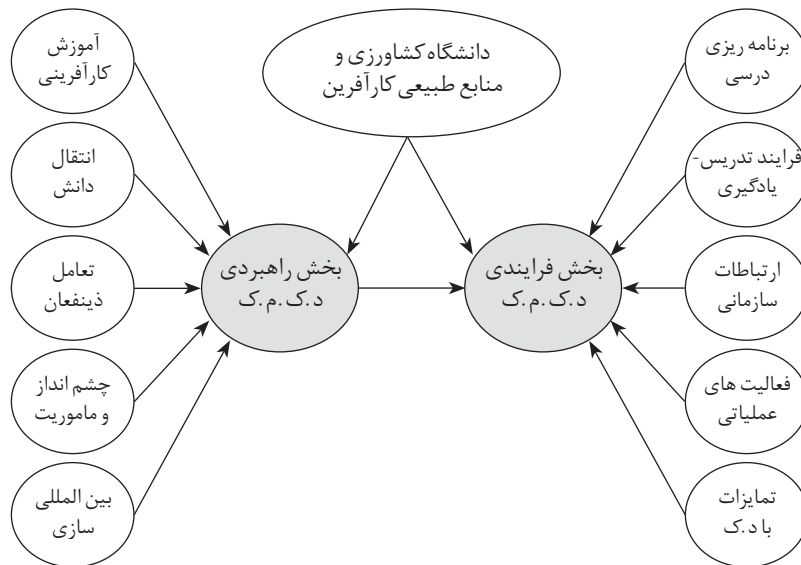 دانشگاه کشاورزی و
منابع طبیعی کارآفرین
برنامه ریزی
درسی
فرایند تدریس-
یادگیری
ارتباطات
سازمانی
فعالیت های
عملیاتی
تمایزات
با د.ک
بخش فرایندی
د.ک.م.ک
بخش راهبردی
د.ک.م.ک
آموزش
کارآفرینی
انتقال
دانش
تعامل
ذینفعان
چشم انداز
و ماموریت
بین المللی
سازی